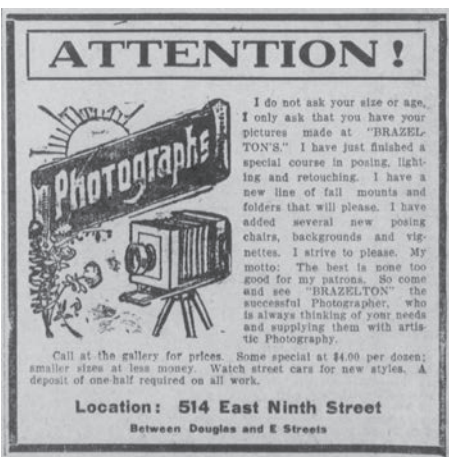 ATTENTION!
Photographs
I do not ask your size or age,
I only ask that you have your
pictures made at "BRAZEL-
TON'S." I have just finished a
special course in posing, light-
ing and retouching. I have a
new line of fall mounts and
folders that will please. I have
added several new posing
chairs, backgrounds and vig-
nettes. I strive to please. My
motto: The best is none too
good for my patrons. So come
and see "BRAZELTON" the
successful Photographer, who
is always thinking of your needs
and supplying them with artis-
tic Photography.
Call at the gallery for prices. Some special at $4.00 per dozen;
smaller sizes at less money. Watch street cars for new styles. A
deposit of one-half required on all work.
Location: 514 East Ninth Street
Between Douglas and E Streets